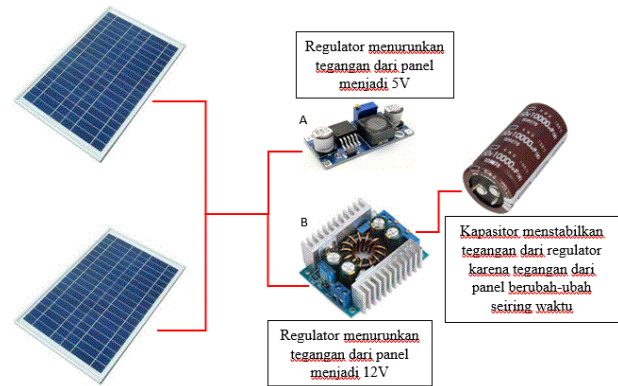 Regulator menurunkan
tegangan dari panel
menjadi 5V
A
B
10000µF
Kapasitor menstabilkan
tegangan dari regulator
karena tegangan dari
panel berubah-ubah
seiring waktu
Regulator menurunkan
tegangan dari panel
menjadi 12V